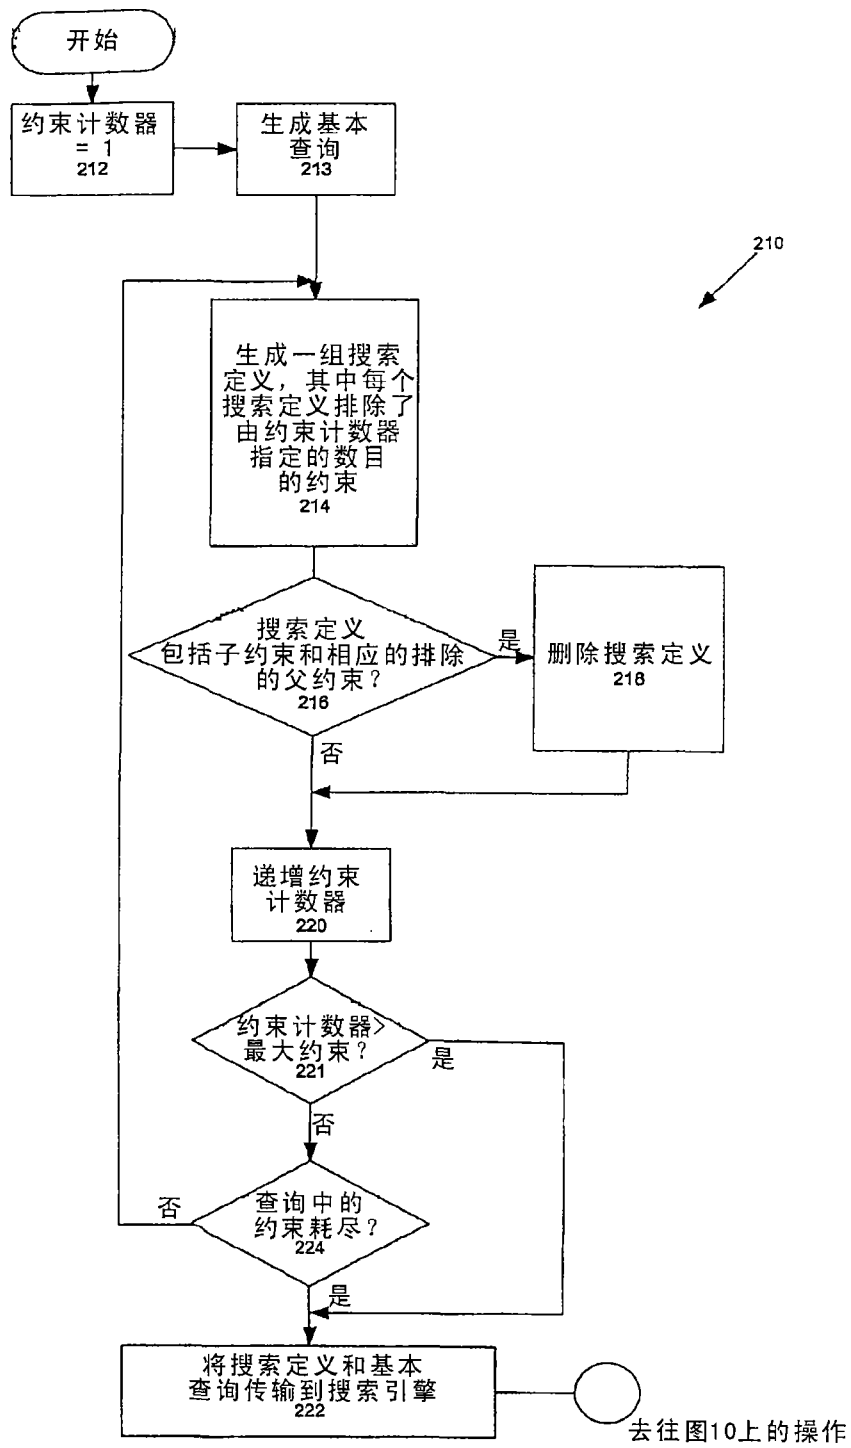 开始
约束计数器
= 1
212
生成基本
查询
213
210
生成一组搜索
定义，其中每个
搜索定义排除了
由约束计数器
指定的数目
的约束
214
搜索定义
包括子约束和相应的排除
的父约束？
216
是
删除搜索定义
218
否
递增约束
计数器
220
约束计数器>
最大约束？
221
是
否
查询中的
约束耗尽？
224
否
是
将搜索定义和基本
查询传输到搜索引擎
222
去往图10上的操作